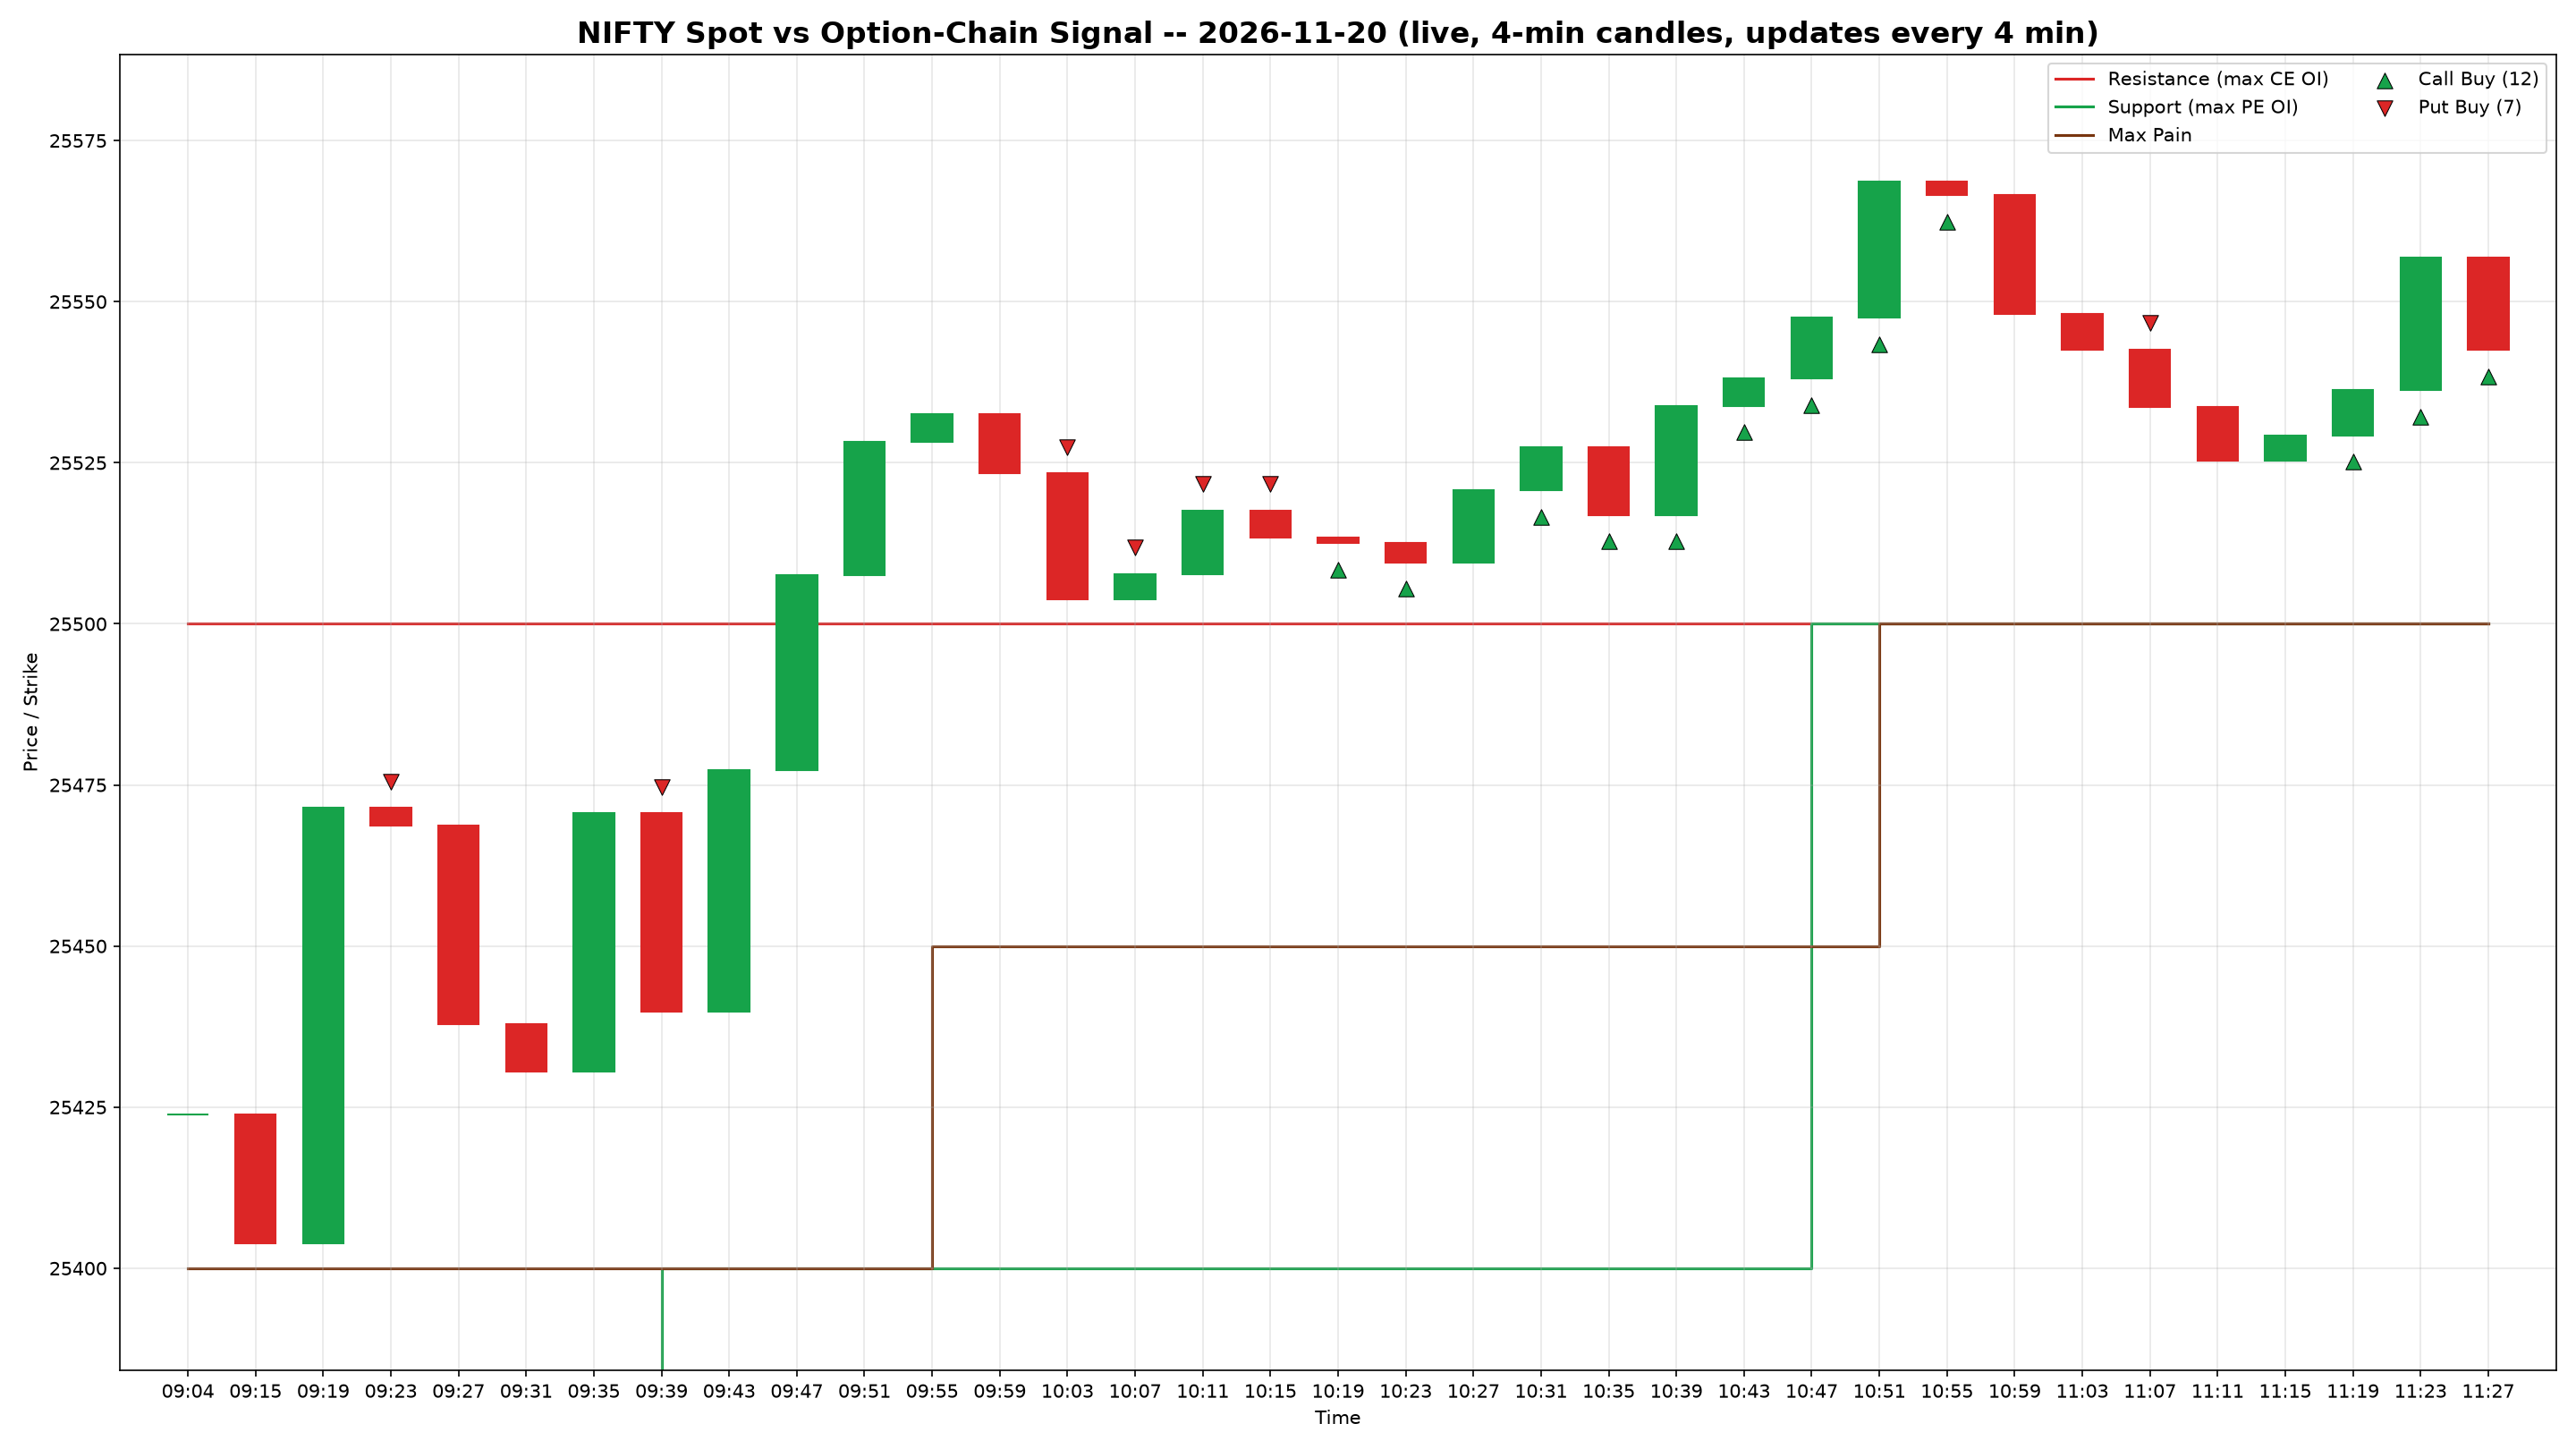 NIFTY Spot vs Option-Chain Signal -- 2026-11-20 (live, 4-min candles, updates every 4 min)
Resistance (max CE OI)
Support (max PE OI)
Max Pain
Call Buy (12)
Put Buy (7)
Price / Strike
25575
25550
25525
25500
25475
25450
25425
25400
09:04 09:15 09:19 09:23 09:27 09:31 09:35 09:39 09:43 09:47 09:51 09:55 09:59 10:03 10:07 10:11 10:15 10:19 10:23 10:27 10:31 10:35 10:39 10:43 10:47 10:51 10:55 10:59 11:03 11:07 11:11 11:15 11:19 11:23 11:27
Time